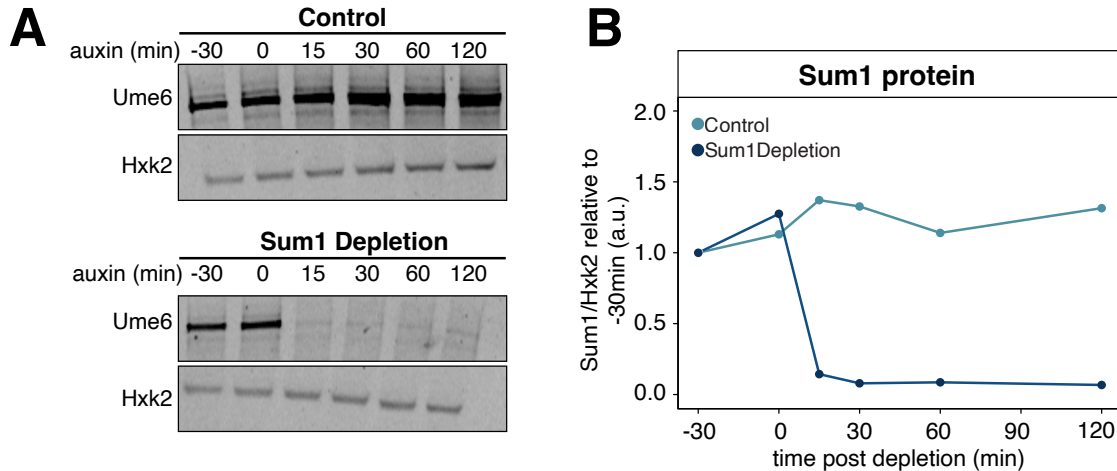 A
Control
auxin (min) -30 0 15 30 60 120
Ume6
Hxk2
Sum1 Depletion
auxin (min) -30 0 15 30 60 120
Ume6
Hxk2
B
Sum1 protein
Control
Sum1Depletion
Sum1/Hxk2 relative to
-30min (a.u.)
2.0
1.5
1.0
0.5
0.0
-30 0 30 60 90 120
time post depletion (min)